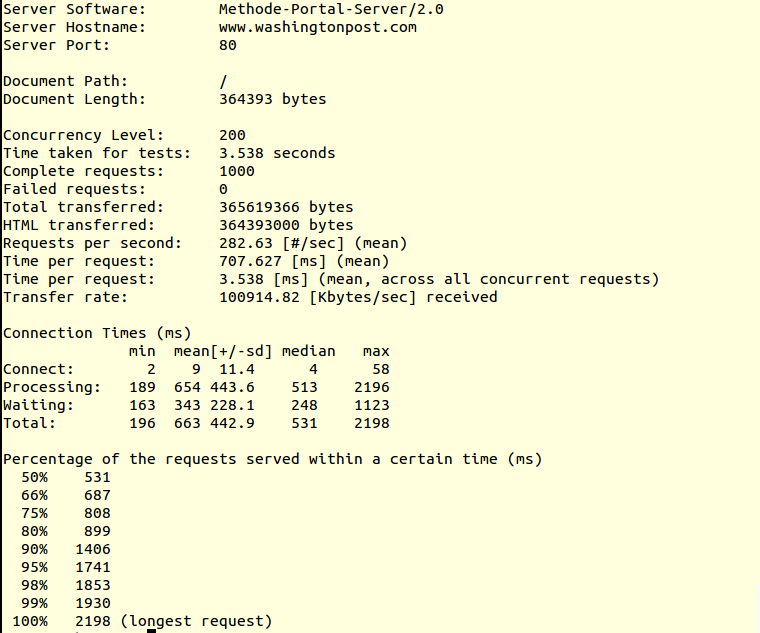 Server Software:        Methode-Portal-Server/2.0
Server Hostname:        www.washingtonpost.com
Server Port:            80
Document Path:          /
Document Length:        364393 bytes
Concurrency Level:      200
Time taken for tests:   3.538 seconds
Complete requests:      1000
Failed requests:        0
Total transferred:      365619366 bytes
HTML transferred:       364393000 bytes
Requests per second:    282.63 [#/sec] (mean)
Time per request:       707.627 [ms] (mean)
Time per request:       3.538 [ms] (mean, across all concurrent requests)
Transfer rate:          100914.82 [Kbytes/sec] received
Connection Times (ms)
              min  mean[+/-sd] median   max
Connect:        2    9  11.4      4      58
Processing:   189  654 443.6    513    2196
Waiting:      163  343 228.1    248    1123
Total:        196  663 442.9    531    2198
Percentage of the requests served within a certain time (ms)
  50%    531
  66%    687
  75%    808
  80%    899
  90%   1406
  95%   1741
  98%   1853
  99%   1930
 100%   2198 (longest request)